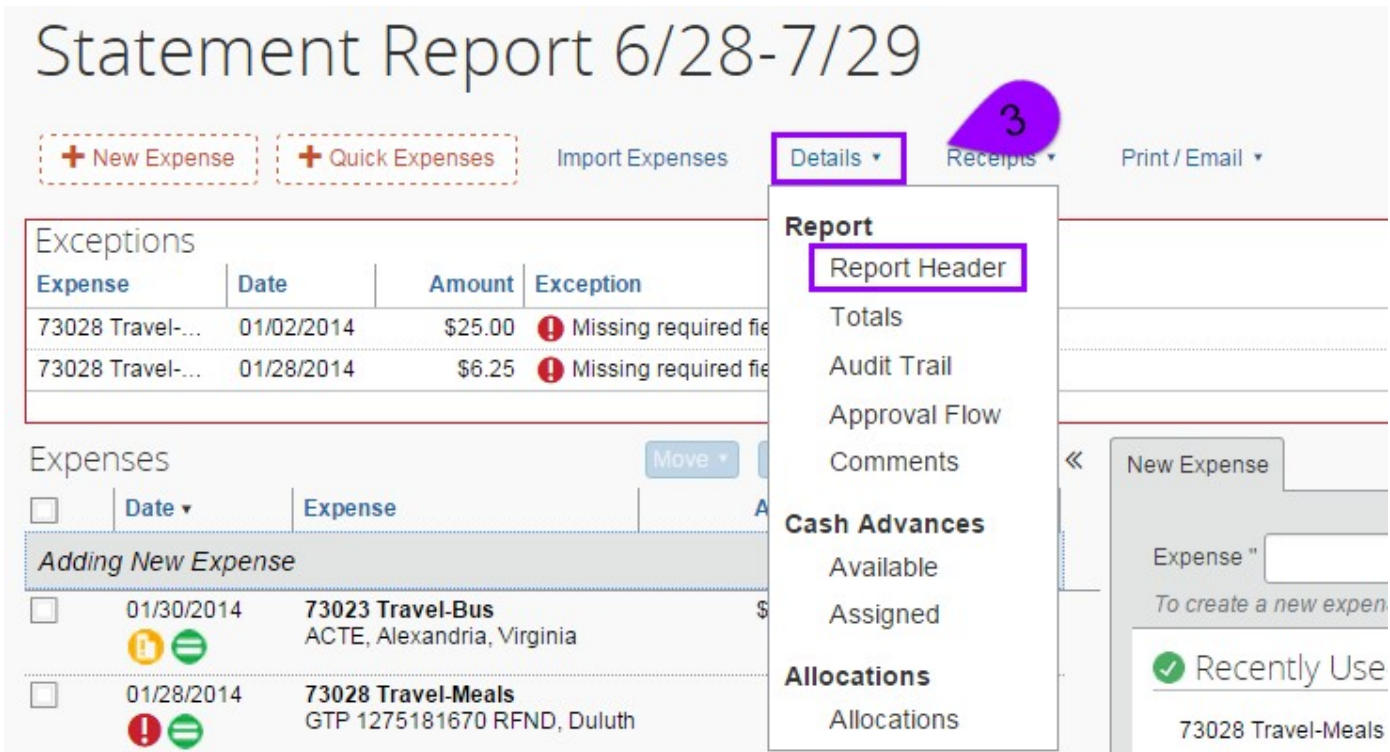 Statement Report 6/28-7/29
3
+ New Expense + Quick Expenses Import Expenses Details Receipts Print / Email
Exceptions
Expense Date Amount Exception
73028 Travel-... 01/02/2014 $25.00 Missing required fie
73028 Travel-... 01/28/2014 $6.25 Missing required fie
Report
Report Header
Totals
Audit Trail
Approval Flow
Comments
Cash Advances
Available
Assigned
Allocations
Allocations
Expenses Move
Date Expense A
Adding New Expense
01/30/2014 73023 Travel-Bus $
ACTE, Alexandria, Virginia
01/28/2014 73028 Travel-Meals
GTP 1275181670 RFND, Duluth
« New Expense
Expense "
To create a new expen
Recently Use
73028 Travel-Meals